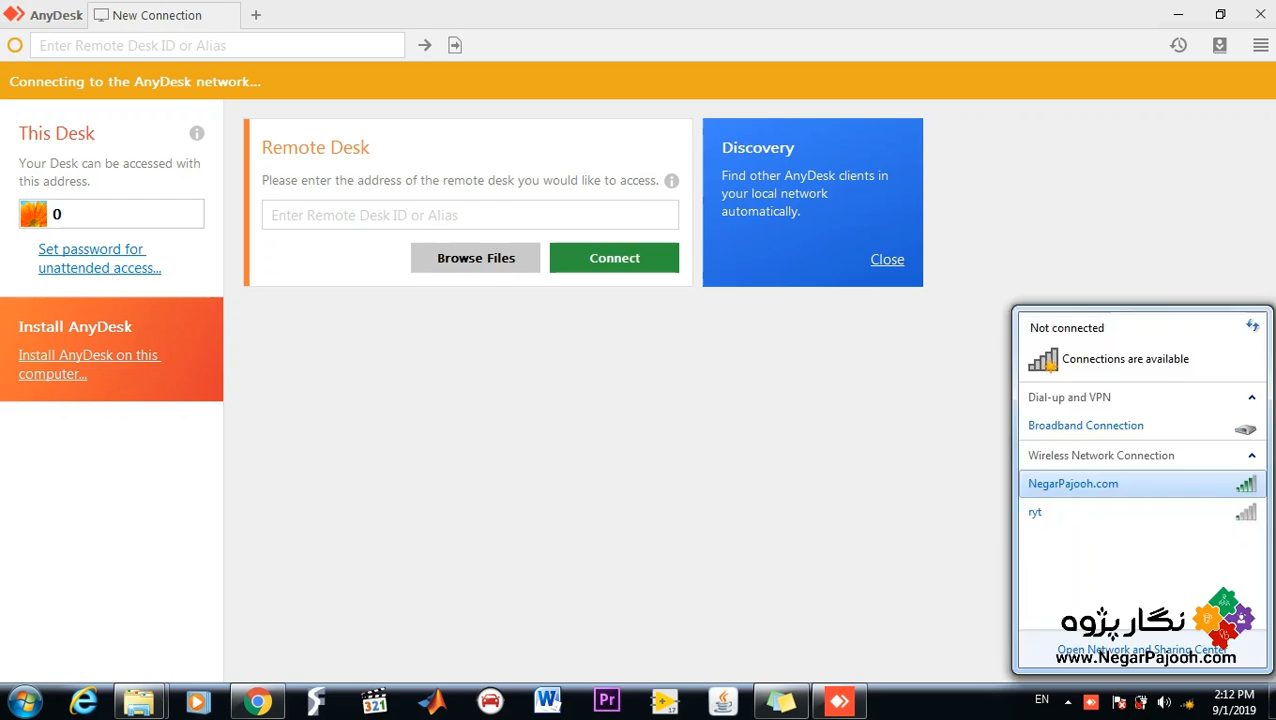 AnyDesk
New Connection
Enter Remote Desk ID or Alias
Connecting to the AnyDesk network...
This Desk
Your Desk can be accessed with
this address.
0
Set password for
unattended access...
Install AnyDesk
Install AnyDesk on this
computer...
Remote Desk
Please enter the address of the remote desk you would like to access.
Enter Remote Desk ID or Alias
Browse Files
Connect
Discovery
Find other AnyDesk clients in
your local network
automatically.
Close
Not connected
Connections are available
Dial-up and VPN
Broadband Connection
Wireless Network Connection
NegarPajooh.com
ryt
نگار پژوه
Open Network and Sharing Center
www.NegarPajooh.com
321
Pr
17
EN
2:12 PM
9/1/2019